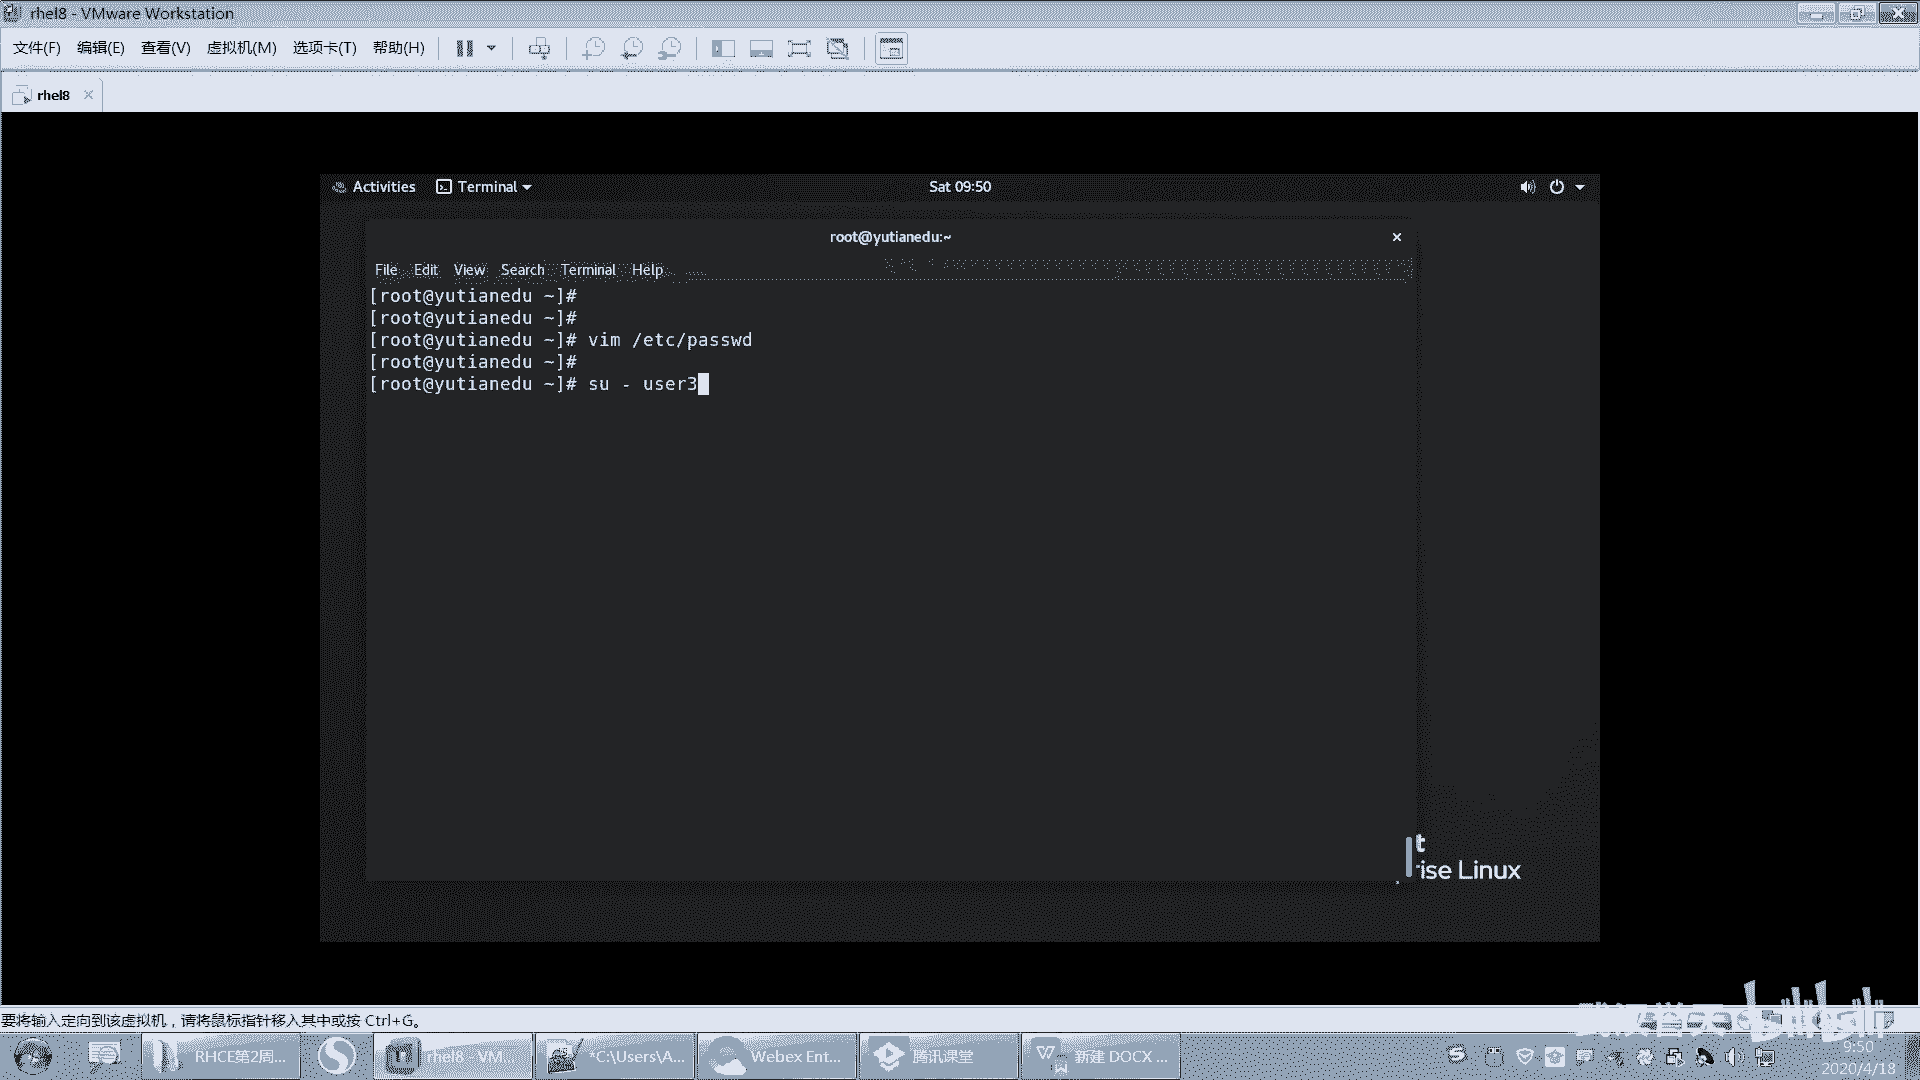 rhel8 - VMware Workstation
文件(F) 编辑(E) 查看(V) 虚拟机(M) 选项卡(T) 帮助(H)
rhel8
Activities Terminal Sat 09:50
root@yutianedu:~
File Edit View Search Terminal Help
[root@yutianedu ~]#
[root@yutianedu ~]#
[root@yutianedu ~]# vim /etc/passwd
[root@yutianedu ~]#
[root@yutianedu ~]# su - user3
t
ise Linux
要将输入定向到该虚拟机，请将鼠标指针移入其中或按 Ctrl+G。
bilibili
RHCE第2周... rhel8 - VM... *C:\Users\A... Webex Ent... 腾讯课堂 新建 DOCX ...
9:50
2020/4/18